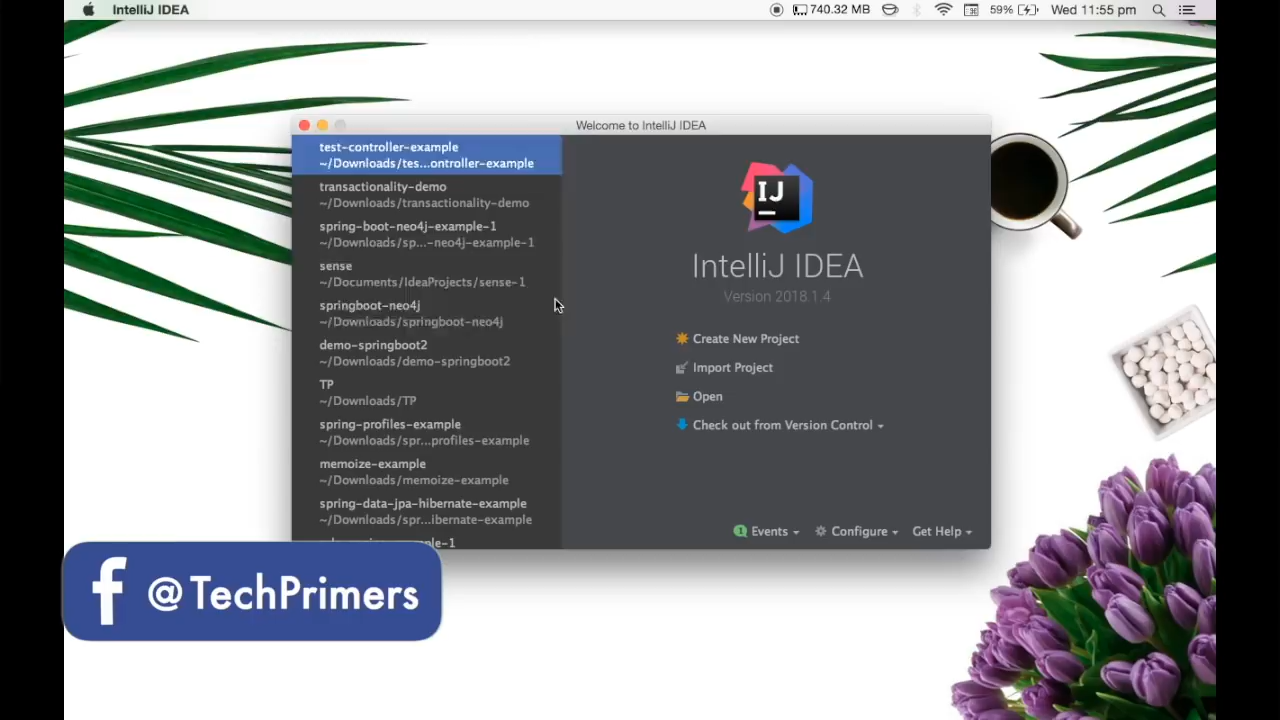 IntelliJ IDEA
740.32 MB
59%
Wed 11:55 pm
Welcome to IntelliJ IDEA
test-controller-example
~/Downloads/tes...ontroller-example
transactionality-demo
~/Downloads/transactionality-demo
spring-boot-neo4j-example-1
~/Downloads/sp...-neo4j-example-1
sense
~/Documents/IdeaProjects/sense-1
springboot-neo4j
~/Downloads/springboot-neo4j
demo-springboot2
~/Downloads/demo-springboot2
TP
~/Downloads/TP
spring-profiles-example
~/Downloads/spr...profiles-example
memoize-example
~/Downloads/memoize-example
spring-data-jpa-hibernate-example
~/Downloads/spr...ibernate-example
IJ
IntelliJ IDEA
Version 2018.1.4
Create New Project
Import Project
Open
Check out from Version Control
1 Events
Configure
Get Help
f @TechPrimers